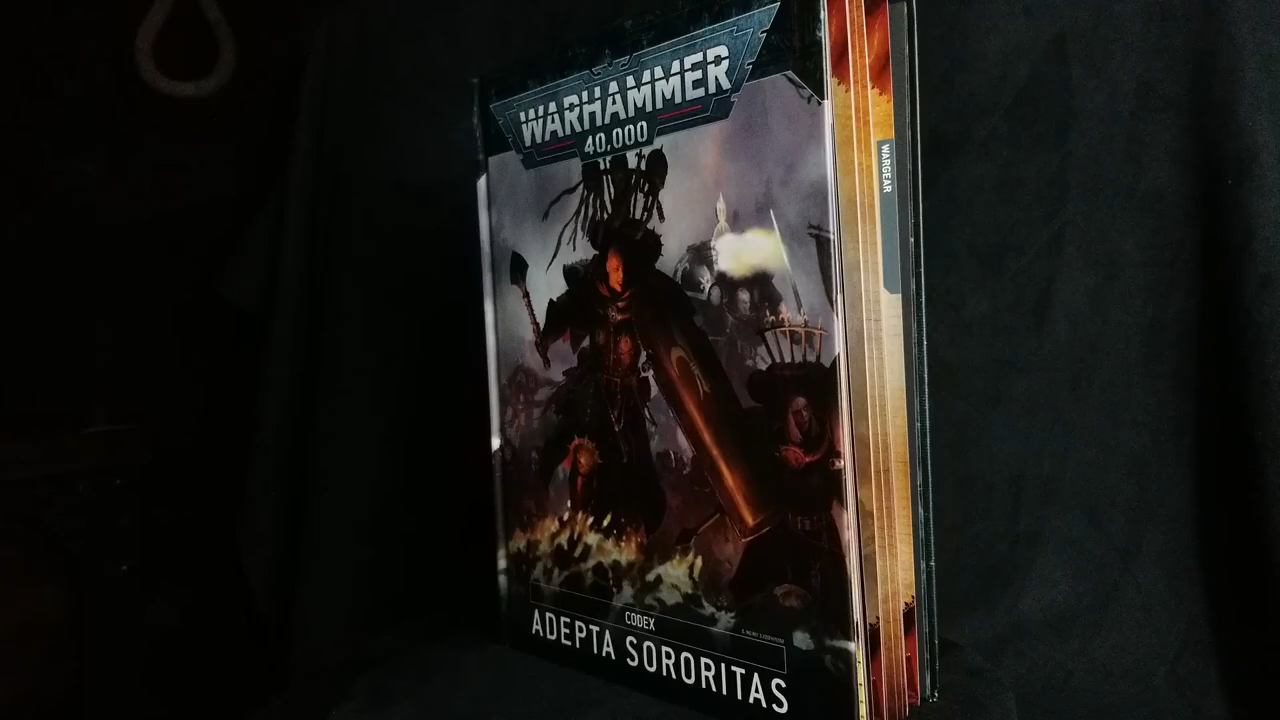 WARHAMMER
40,000
WARGEAR
CODEX
ADEPTA SORORITAS